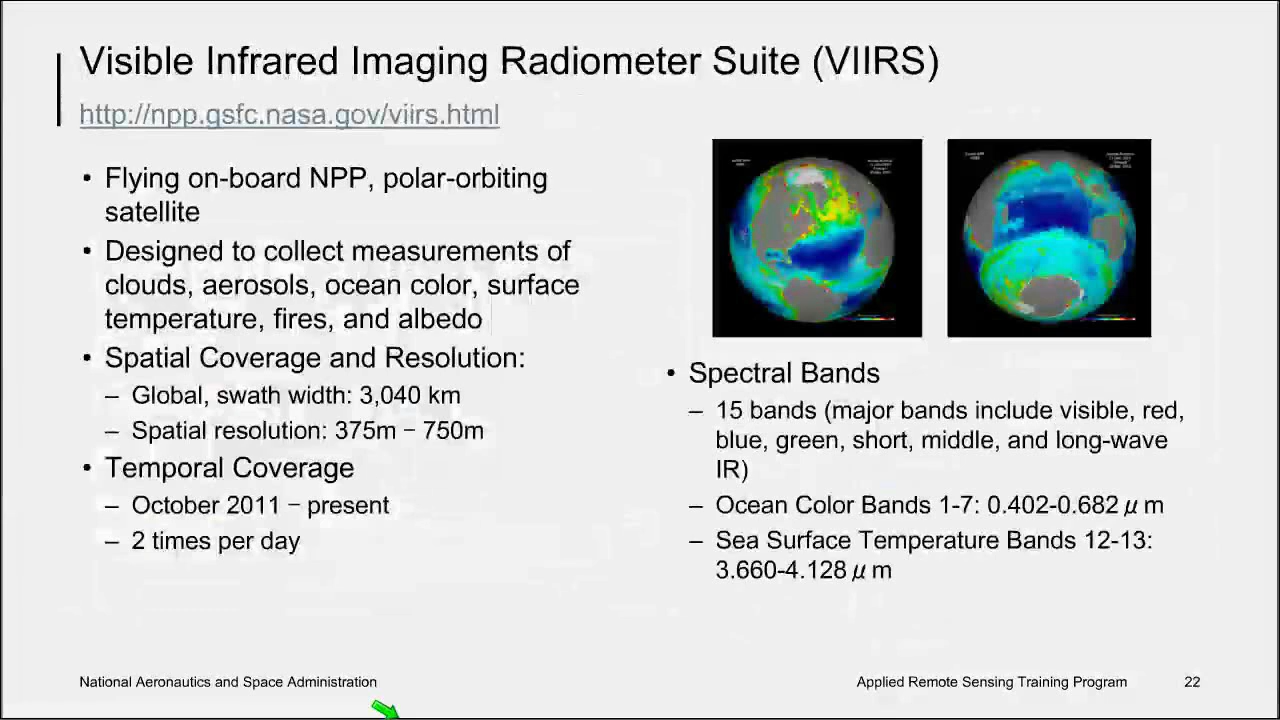 Visible Infrared Imaging Radiometer Suite (VIIRS)
http://npp.gsfc.nasa.gov/viirs.html
• Flying on-board NPP, polar-orbiting
satellite
• Designed to collect measurements of
clouds, aerosols, ocean color, surface
temperature, fires, and albedo
• Spatial Coverage and Resolution:
– Global, swath width: 3,040 km
– Spatial resolution: 375m – 750m
• Temporal Coverage
– October 2011 – present
– 2 times per day
• Spectral Bands
– 15 bands (major bands include visible, red,
blue, green, short, middle, and long-wave
IR)
– Ocean Color Bands 1-7: 0.402-0.682 μm
– Sea Surface Temperature Bands 12-13:
3.660-4.128 μm
National Aeronautics and Space Administration
Applied Remote Sensing Training Program
22